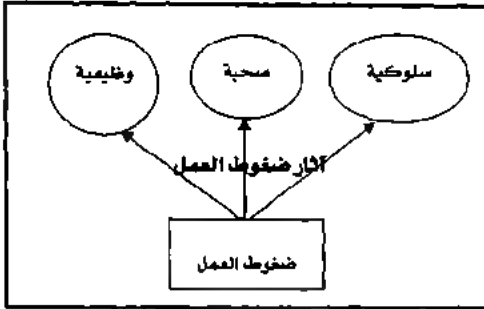 سلوكية
صحية
وظيفية
آثار ضغوط العمل
ضغوط العمل